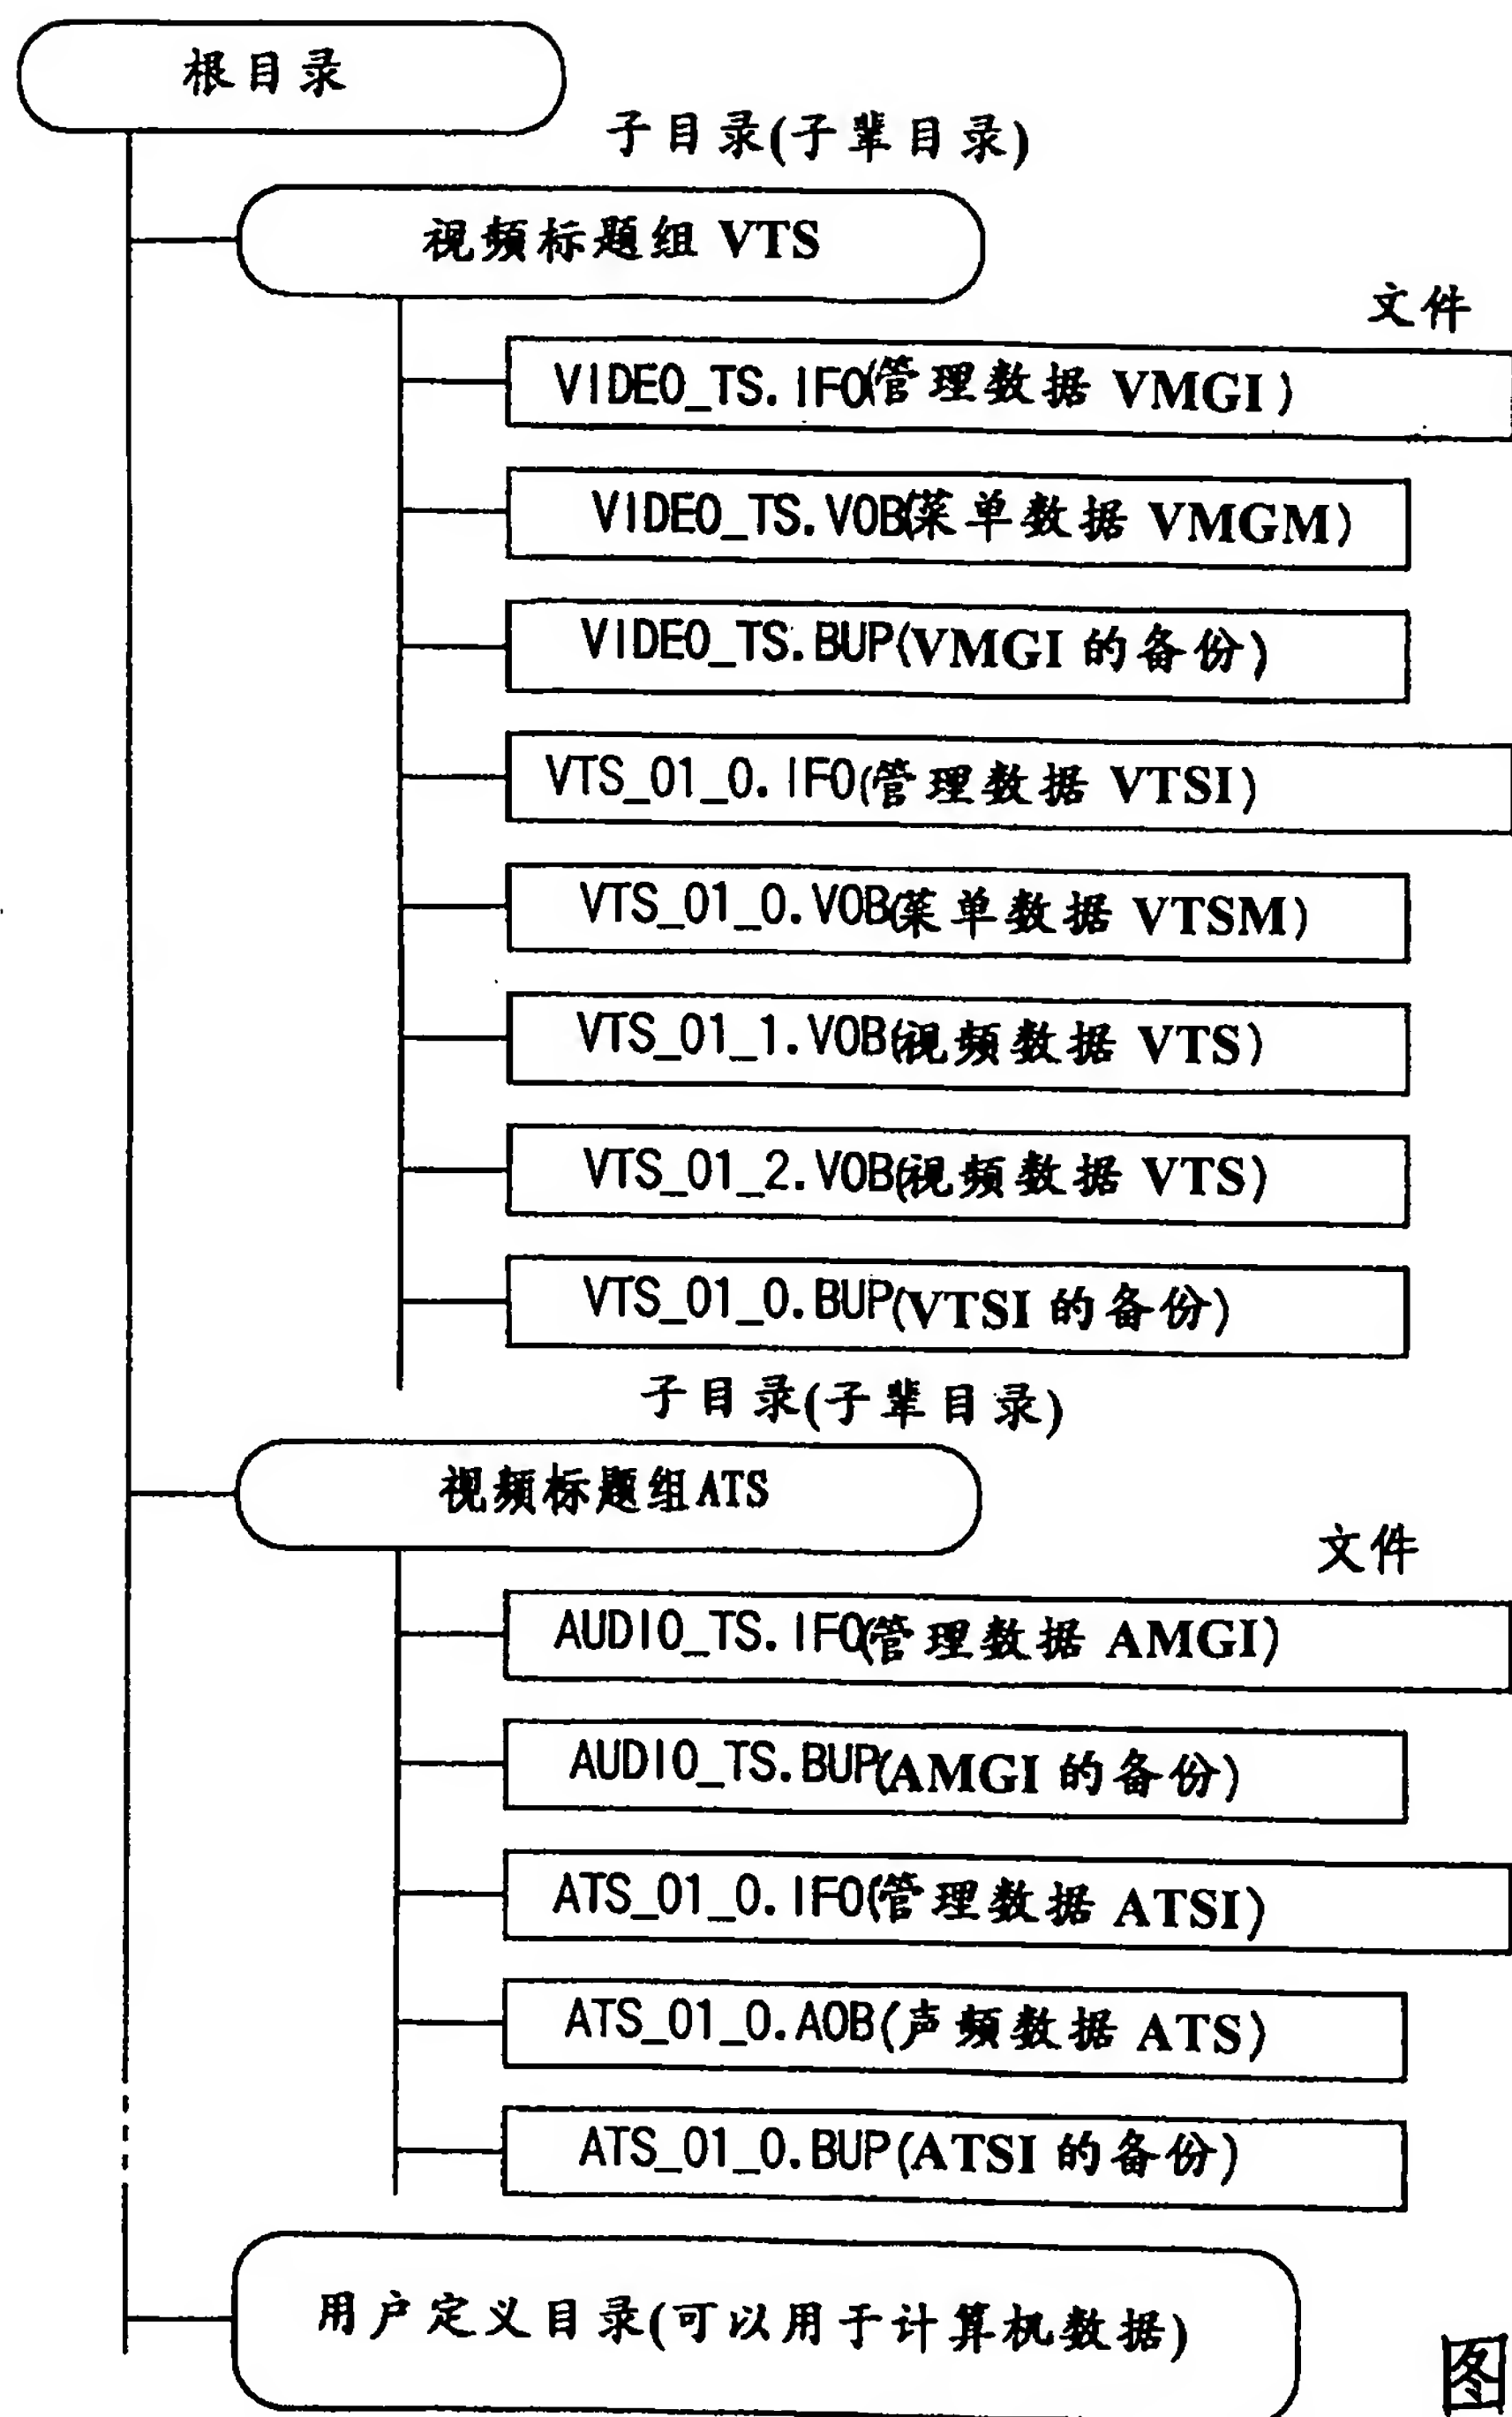 根目录
子目录(子辈目录)
视频标题组 VTS
文件
VIDEO_TS.IFO(管理数据 VMGI)
VIDEO_TS.VOB(菜单数据 VMGM)
VIDEO_TS.BUP(VMGI 的备份)
VTS_01_0.IFO(管理数据 VTSI)
VTS_01_0.VOB(菜单数据 VTSM)
VTS_01_1.VOB(视频数据 VTS)
VTS_01_2.VOB(视频数据 VTS)
VTS_01_0.BUP(VTSI 的备份)
子目录(子辈目录)
视频标题组ATS
文件
AUDIO_TS.IFO(管理数据 AMGI)
AUDIO_TS.BUP(AMGI 的备份)
ATS_01_0.IFO(管理数据 ATSI)
ATS_01_0.AOB(声频数据 ATS)
ATS_01_0.BUP(ATSI 的备份)
用户定义目录(可以用于计算机数据)
图